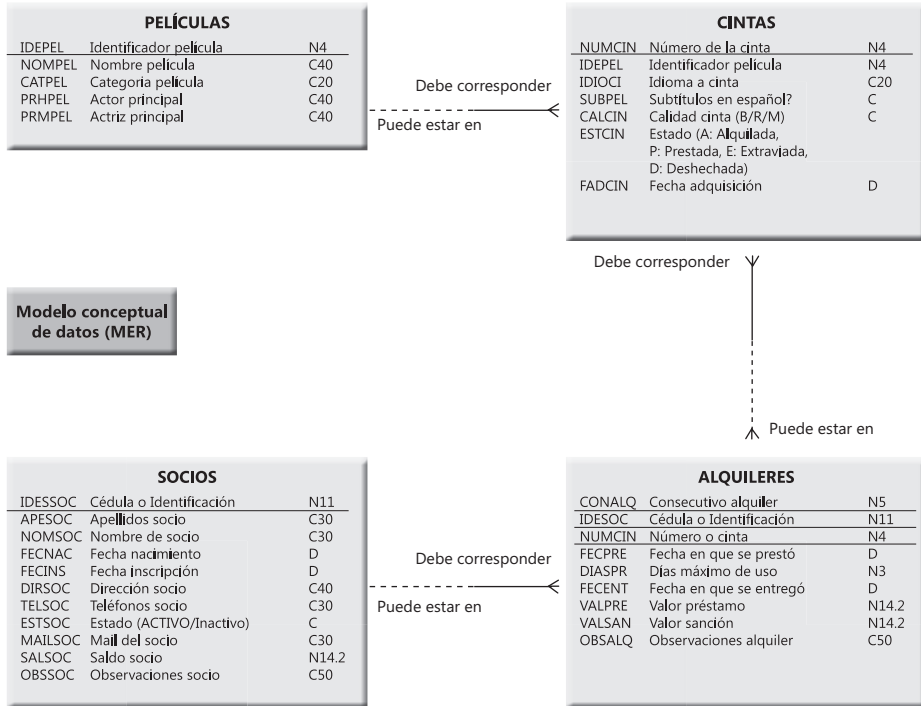 PELÍCULAS
IDEPEL Identificador película N4
NOMPEL Nombre película C40
CATPEL Categoria película C20
PRHPEL Actor principal C40
PRMPEL Actriz principal C40
Debe corresponder
Puede estar en
CINTAS
NUMCIN Número de la cinta N4
IDEPEL Identificador película N4
IDIOCI Idioma a cinta C20
SUBPEL Subtítulos en español? C
CALCIN Calidad cinta (B/R/M) C
ESTCIN Estado (A: Alquilada,
P: Prestada, E: Extraviada,
D: Deshechada)
FADCIN Fecha adquisición D
Debe corresponder
Puede estar en
Modelo conceptual
de datos (MER)
SOCIOS
IDESSOC Cédula o Identificación N11
APESOC Apellidos socio C30
NOMSOC Nombre de socio C30
FECNAC Fecha nacimiento D
FECINS Fecha inscripción D
DIRSOC Dirección socio C40
TELSOC Teléfonos socio C30
ESTSOC Estado (ACTIVO/Inactivo) C
MAILSOC Mail del socio C30
SALSOC Saldo socio N14.2
OBSSOC Observaciones socio C50
Debe corresponder
Puede estar en
ALQUILERES
CONALQ Consecutivo alquiler N5
IDESOC Cédula o Identificación N11
NUMCIN Número o cinta N4
FECPRE Fecha en que se prestó D
DIASPR Días máximo de uso N3
FECENT Fecha en que se entregó D
VALPRE Valor préstamo N14.2
VALSAN Valor sanción N14.2
OBSALQ Observaciones alquiler C50